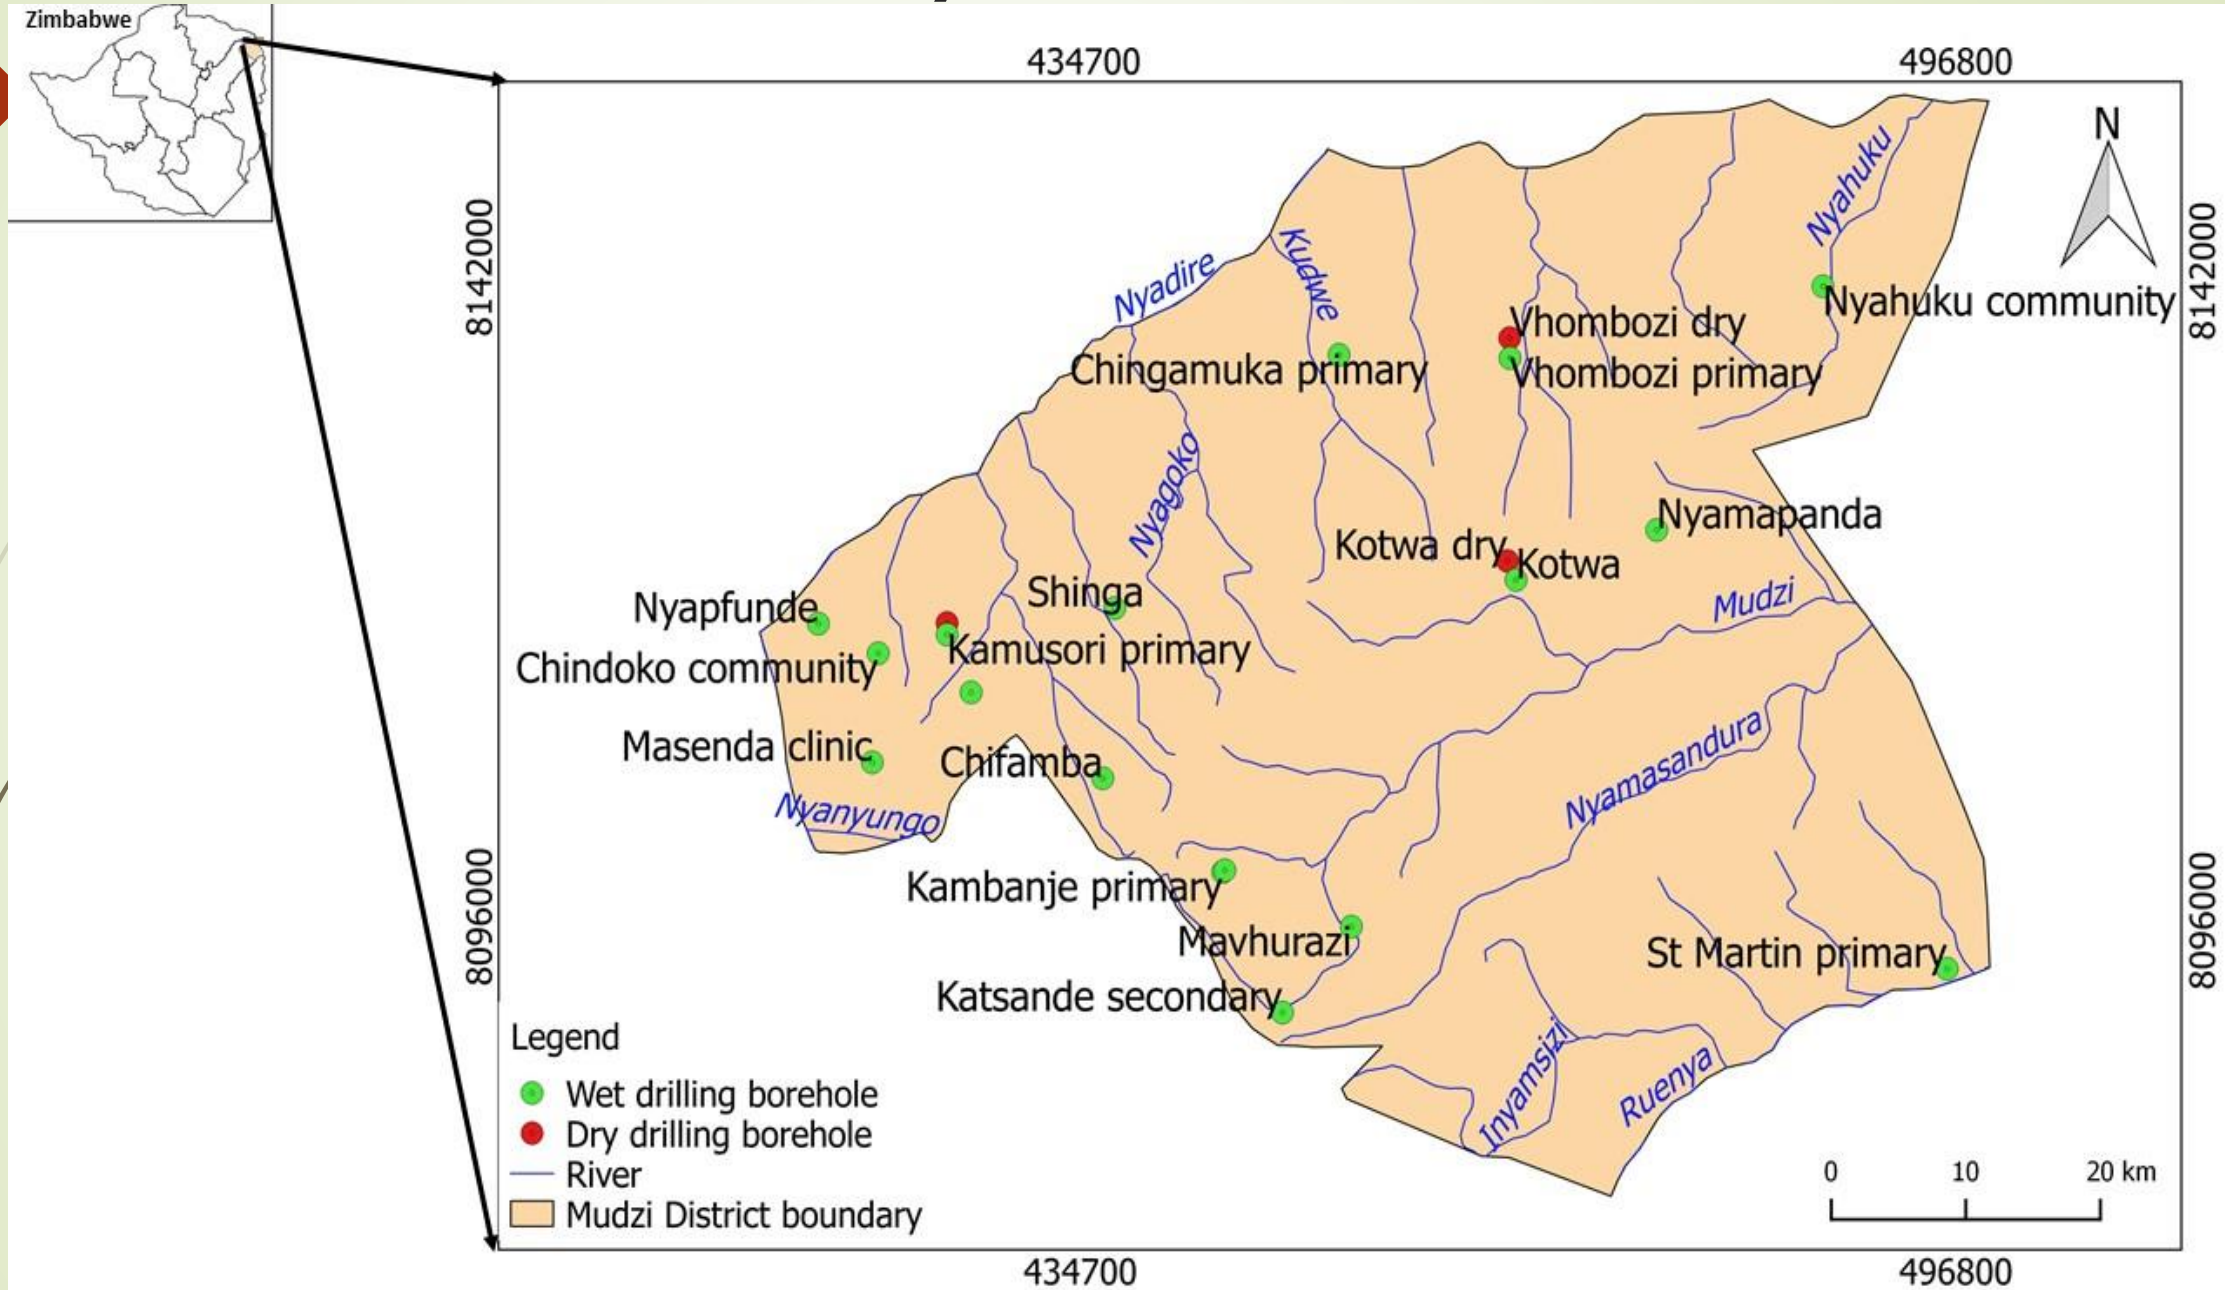 Zimbabwe
434700
496800
N
8142000
8142000
Nyahuku
Kudwe
Nyadire
Nyahuku community
Vhombozi dry
Chingamuka primary
Vhombozi primary
Nyagoko
Nyamapanda
Kotwa dry
Kotwa
Shinga
Mudzi
Nyapfunde
Kamusori primary
Chindoko community
Masenda clinic
Chifamba
Nyamasandura
Nyanyungo
8096000
8096000
Kambanje primary
Mavhurazi
St Martin primary
Katsande secondary
Inyamsizi
Ruenya
Legend
Wet drilling borehole
Dry drilling borehole
River
Mudzi District boundary
0 10 20 km
434700
496800